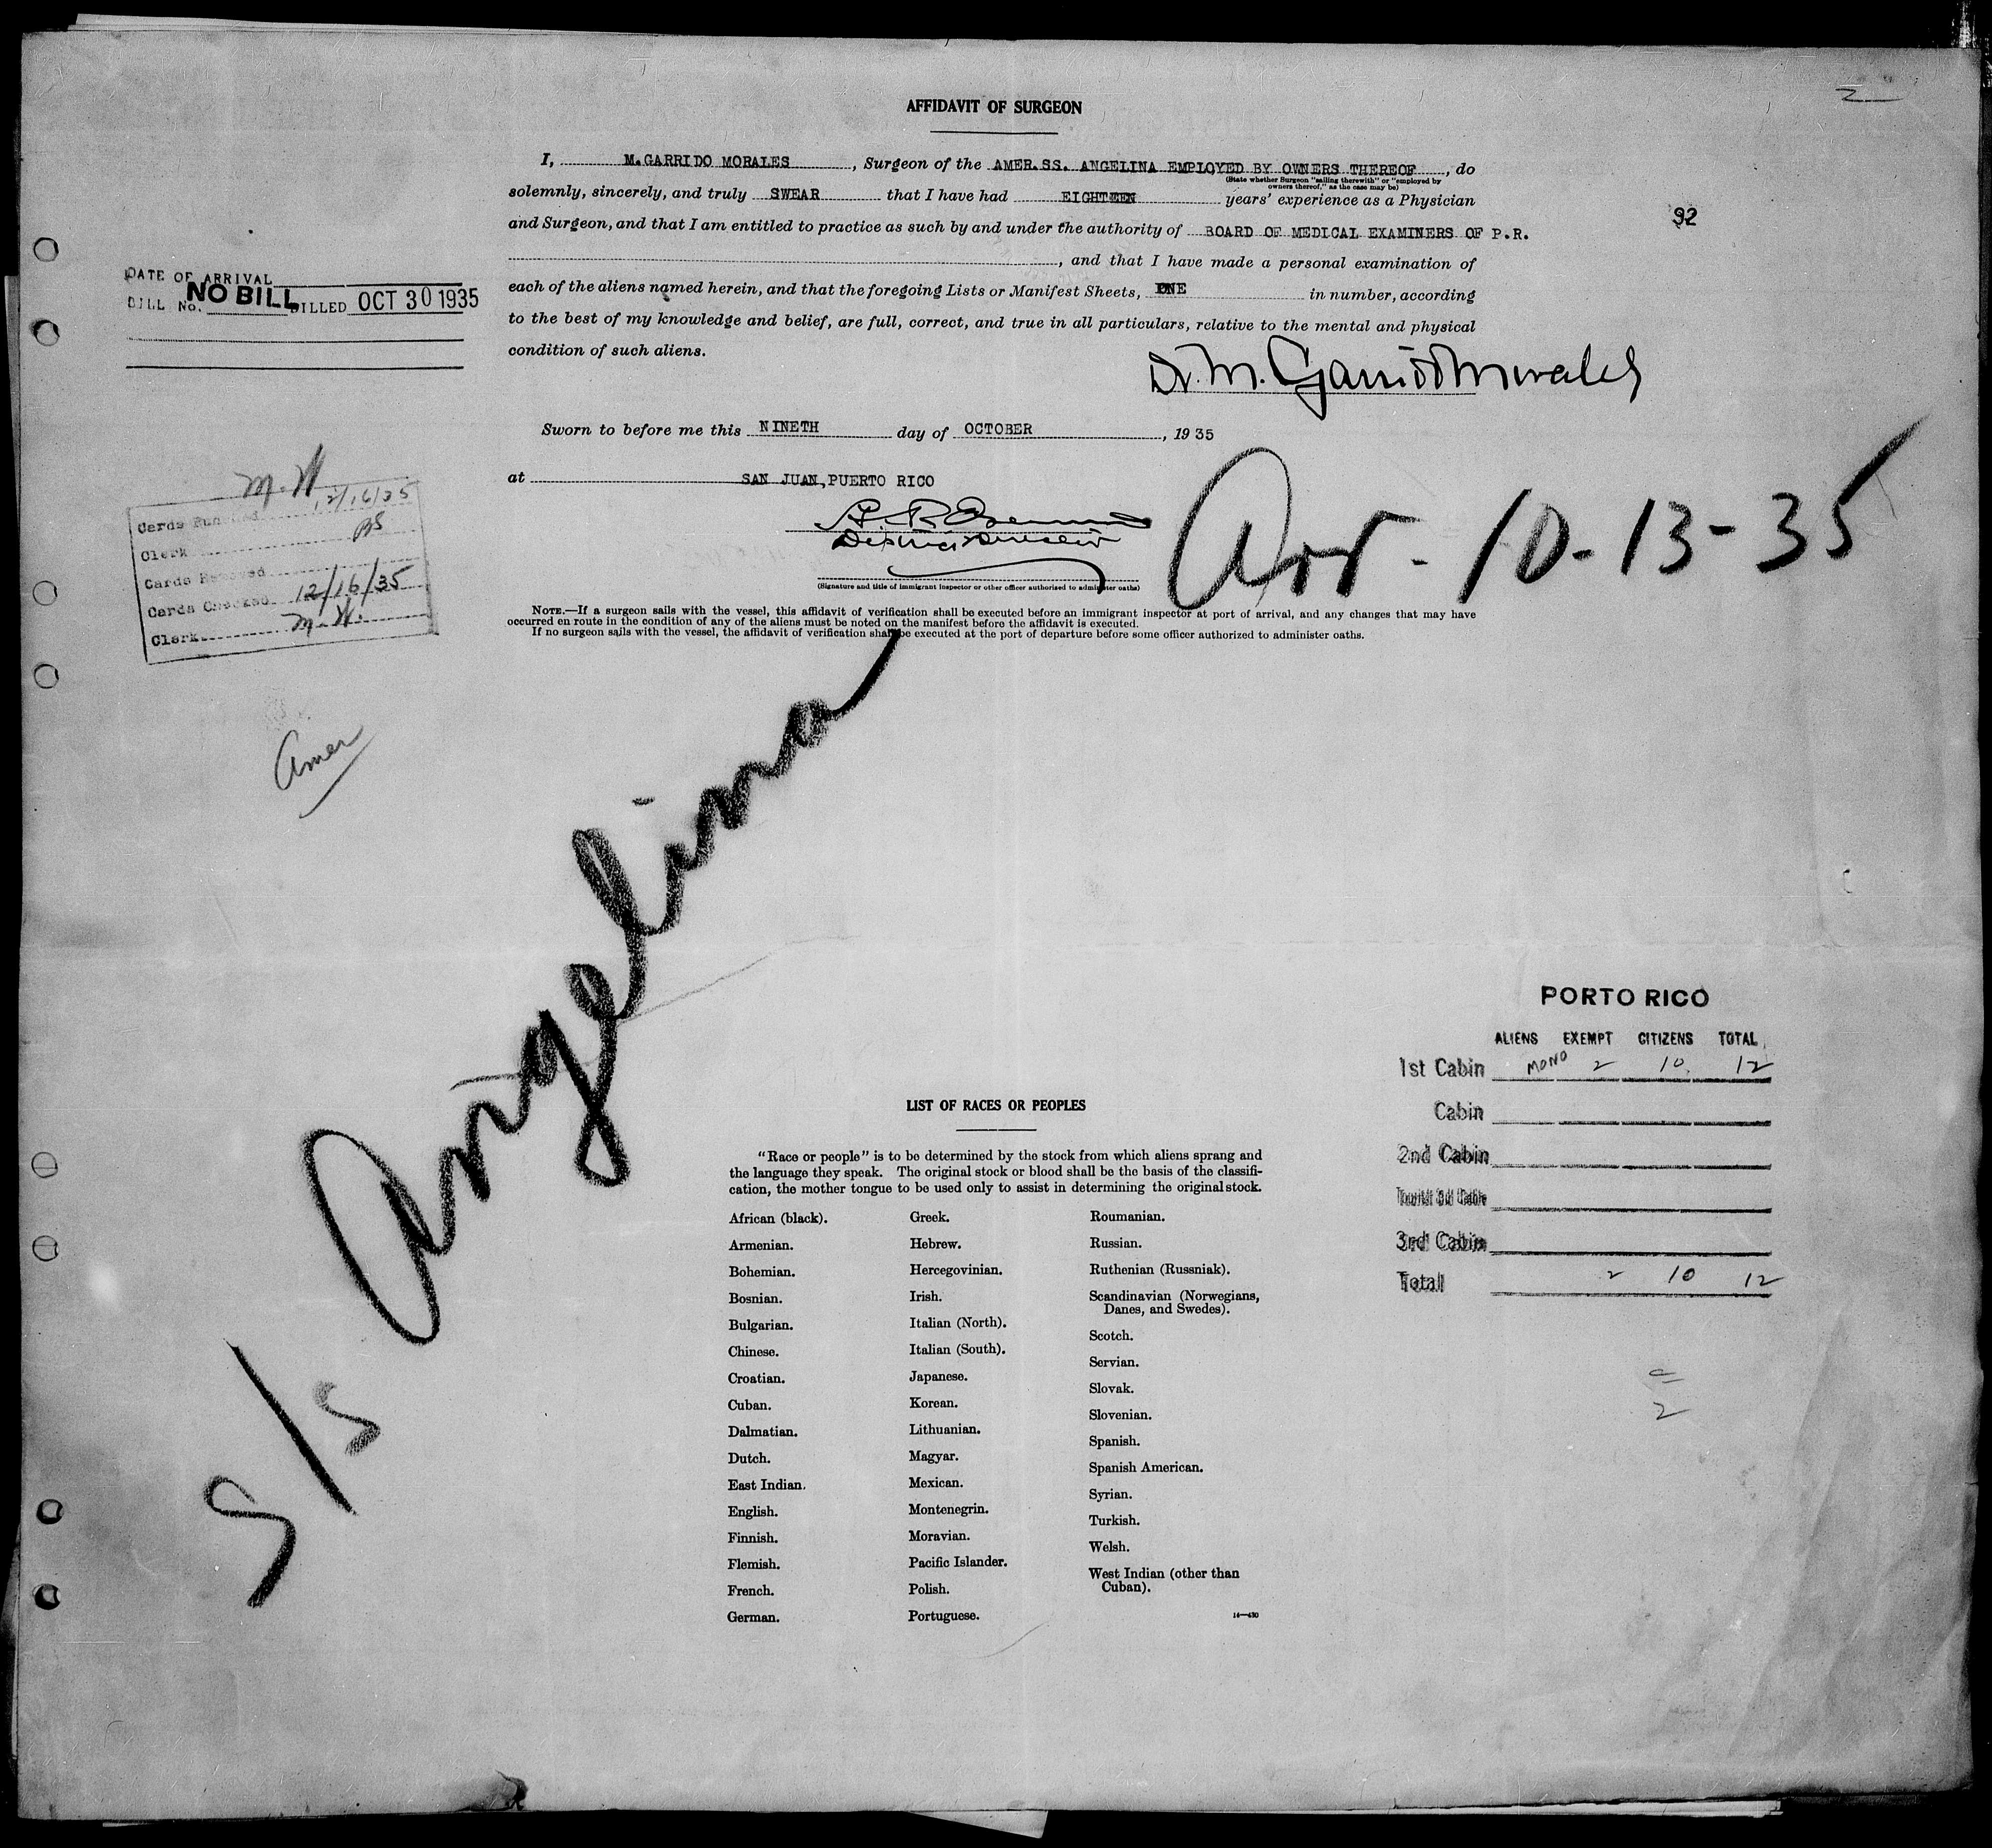 2
AFFIDAVIT OF SURGEON
I, M. GARRIDO MORALES, Surgeon of the AMER.SS. ANGELINA EMPLOYED BY OWNERS THEREOF, do
(State whether Surgeon "sailing therewith" or "employed by
owners thereof," as the case may be)
solemnly, sincerely, and truly SWEAR that I have had EIGHTEEN years' experience as a Physician
and Surgeon, and that I am entitled to practice as such by and under the authority of BOARD OF MEDICAL EXAMINERS OF P.R.
92
, and that I have made a personal examination of
each of the aliens named herein, and that the foregoing Lists or Manifest Sheets, ONE in number, according
to the best of my knowledge and belief, are full, correct, and true in all particulars, relative to the mental and physical
condition of such aliens.
DATE OF ARRIVAL
BILL No. NO BILL BILLED OCT 30 1935
Dr. M. Garrido Morales
Sworn to before me this NINETH day of OCTOBER, 1935
at SAN JUAN, PUERTO RICO
(Signature and title of immigrant inspector or other officer authorized to administer oaths)
Arr - 10-13-35
M.H.
Cards Punched 12/16/35
Clerk BS
Cards Removed
Cards Checked 12/16/35
Clerk M.H.
NOTE.—If a surgeon sails with the vessel, this affidavit of verification shall be executed before an immigrant inspector at port of arrival, and any changes that may have
occurred en route in the condition of any of the aliens must be noted on the manifest before the affidavit is executed.
If no surgeon sails with the vessel, the affidavit of verification shall be executed at the port of departure before some officer authorized to administer oaths.
Amer
S/S Angelina
PORTO RICO
ALIENS EXEMPT CITIZENS TOTAL
1st Cabin MONO 2 10 12
Cabin
2nd Cabin
Tourist 3rd Cabin
3rd Cabin
Total 2 10 12
=
2
LIST OF RACES OR PEOPLES
"Race or people" is to be determined by the stock from which aliens sprang and
the language they speak. The original stock or blood shall be the basis of the classifi-
cation, the mother tongue to be used only to assist in determining the original stock.
African (black).
Armenian.
Bohemian.
Bosnian.
Bulgarian.
Chinese.
Croatian.
Cuban.
Dalmatian.
Dutch.
East Indian.
English.
Finnish.
Flemish.
French.
German.
Greek.
Hebrew.
Hercegovinian.
Irish.
Italian (North).
Italian (South).
Japanese.
Korean.
Lithuanian.
Magyar.
Mexican.
Montenegrin.
Moravian.
Pacific Islander.
Polish.
Portuguese.
Roumanian.
Russian.
Ruthenian (Russniak).
Scandinavian (Norwegians,
Danes, and Swedes).
Scotch.
Servian.
Slovak.
Slovenian.
Spanish.
Spanish American.
Syrian.
Turkish.
Welsh.
West Indian (other than
Cuban).
14—430